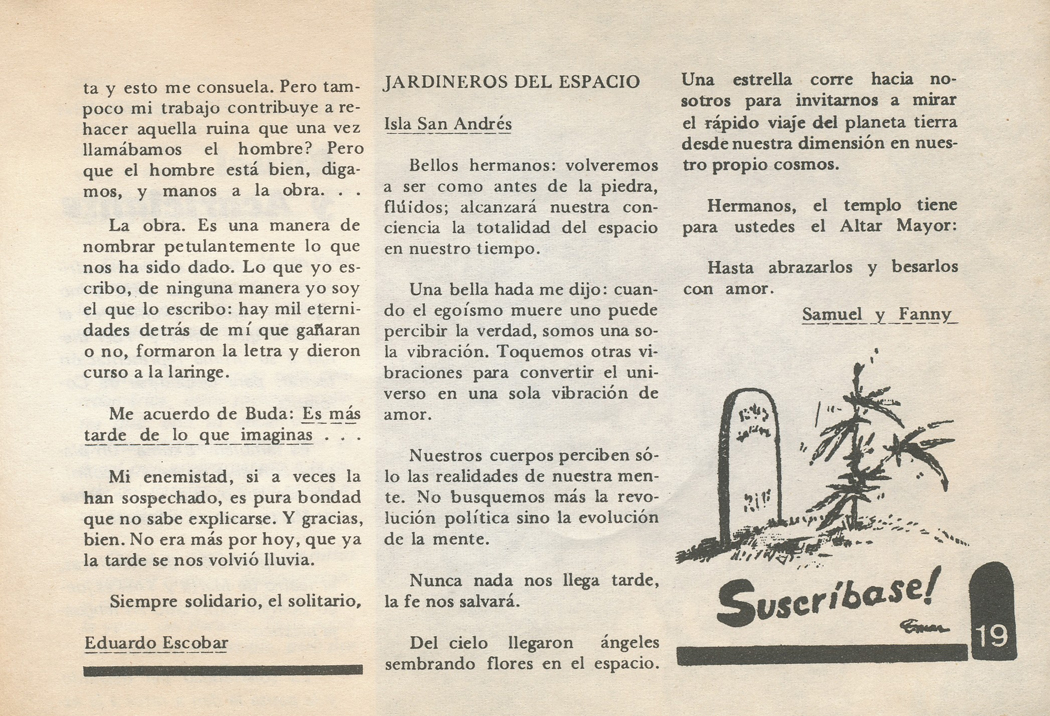 ta y esto me consuela. Pero tam-
poco mi trabajo contribuye a re-
hacer aquella ruina que una vez
llamábamos el hombre? Pero
que el hombre está bien, diga-
mos, y manos a la obra. . .
La obra. Es una manera de
nombrar petulantemente lo que
nos ha sido dado. Lo que yo es-
cribo, de ninguna manera yo soy
el que lo escribo: hay mil eterni-
dades detrás de mí que gañaran
o no, formaron la letra y dieron
curso a la laringe.
Me acuerdo de Buda: Es más
tarde de lo que imaginas . . .
Mi enemistad, si a veces la
han sospechado, es pura bondad
que no sabe explicarse. Y gracias,
bien. No era más por hoy, que ya
la tarde se nos volvió lluvia.
Siempre solidario, el solitario,
Eduardo Escobar
JARDINEROS DEL ESPACIO
Isla San Andrés
Bellos hermanos: volveremos
a ser como antes de la piedra,
flúidos; alcanzará nuestra con-
ciencia la totalidad del espacio
en nuestro tiempo.
Una bella hada me dijo: cuan-
do el egoísmo muere uno puede
percibir la verdad, somos una so-
la vibración. Toquemos otras vi-
braciones para convertir el uni-
verso en una sola vibración de
amor.
Nuestros cuerpos perciben só-
lo las realidades de nuestra men-
te. No busquemos más la revo-
lución política sino la evolución
de la mente.
Nunca nada nos llega tarde,
la fe nos salvará.
Del cielo llegaron ángeles
sembrando flores en el espacio.
Una estrella corre hacia no-
sotros para invitarnos a mirar
el rápido viaje del planeta tierra
desde nuestra dimensión en nues-
tro propio cosmos.
Hermanos, el templo tiene
para ustedes el Altar Mayor:
Hasta abrazarlos y besarlos
con amor.
Samuel y Fanny
RIP
Suscríbase!
19